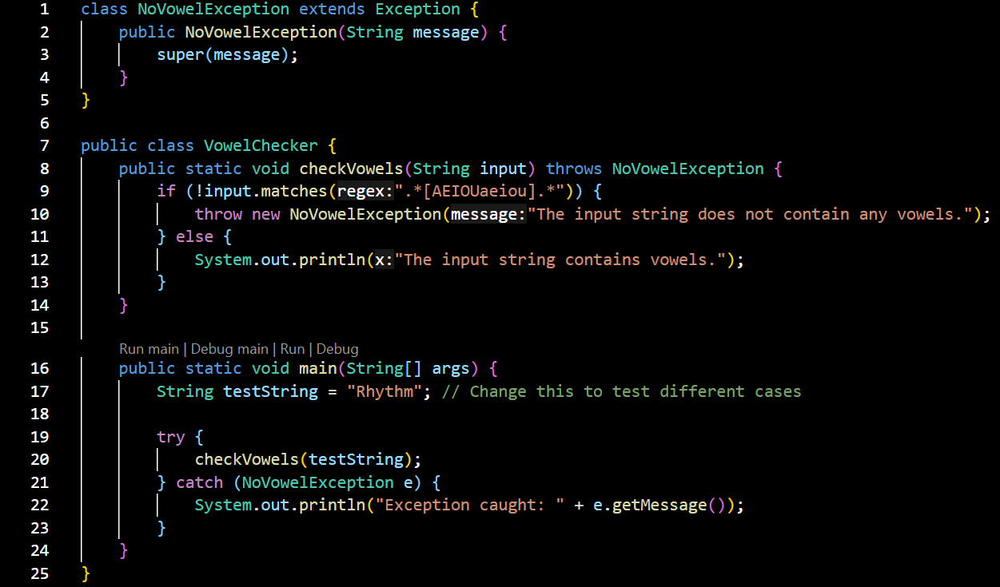 1 class NoVowelException extends Exception {
2 public NoVowelException(String message) {
3 super(message);
4 }
5 }
6
7 public class VowelChecker {
8 public static void checkVowels(String input) throws NoVowelException {
9 if (!input.matches(regex:".*[AEIOUaeiou].*")) {
10 throw new NoVowelException(message:"The input string does not contain any vowels.");
11 } else {
12 System.out.println(x:"The input string contains vowels.");
13 }
14 }
15
Run main | Debug main | Run | Debug
16 public static void main(String[] args) {
17 String testString = "Rhythm"; // Change this to test different cases
18
19 try {
20 checkVowels(testString);
21 } catch (NoVowelException e) {
22 System.out.println("Exception caught: " + e.getMessage());
23 }
24 }
25 }